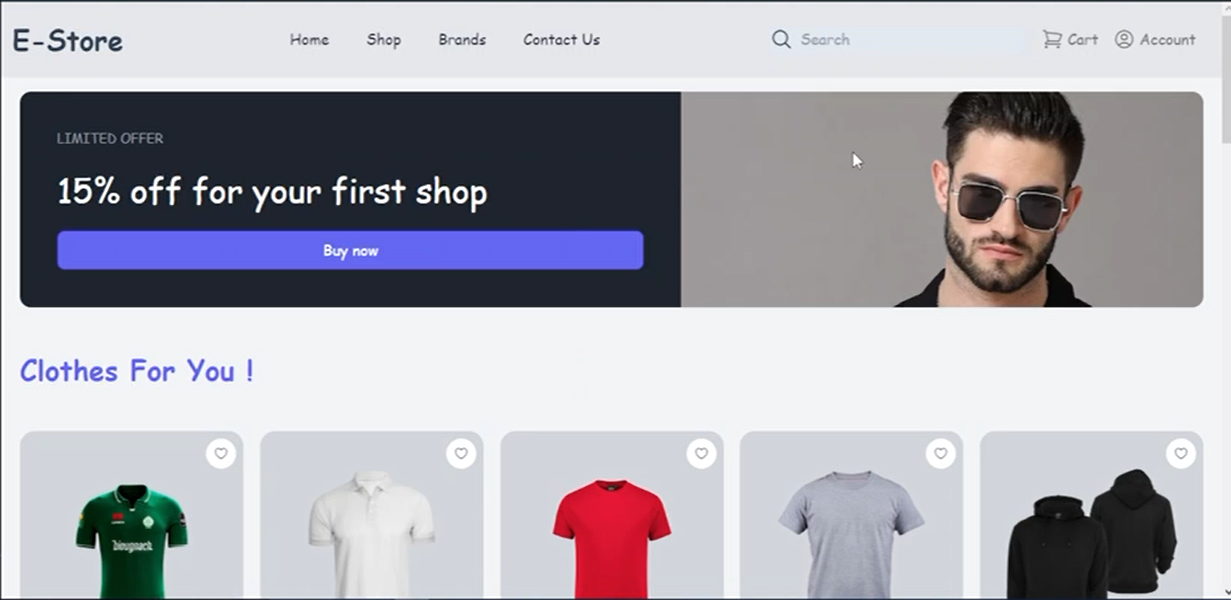 E-Store
Home Shop Brands Contact Us
Search
Cart Account
LIMITED OFFER
15% off for your first shop
Buy now
Clothes For You !